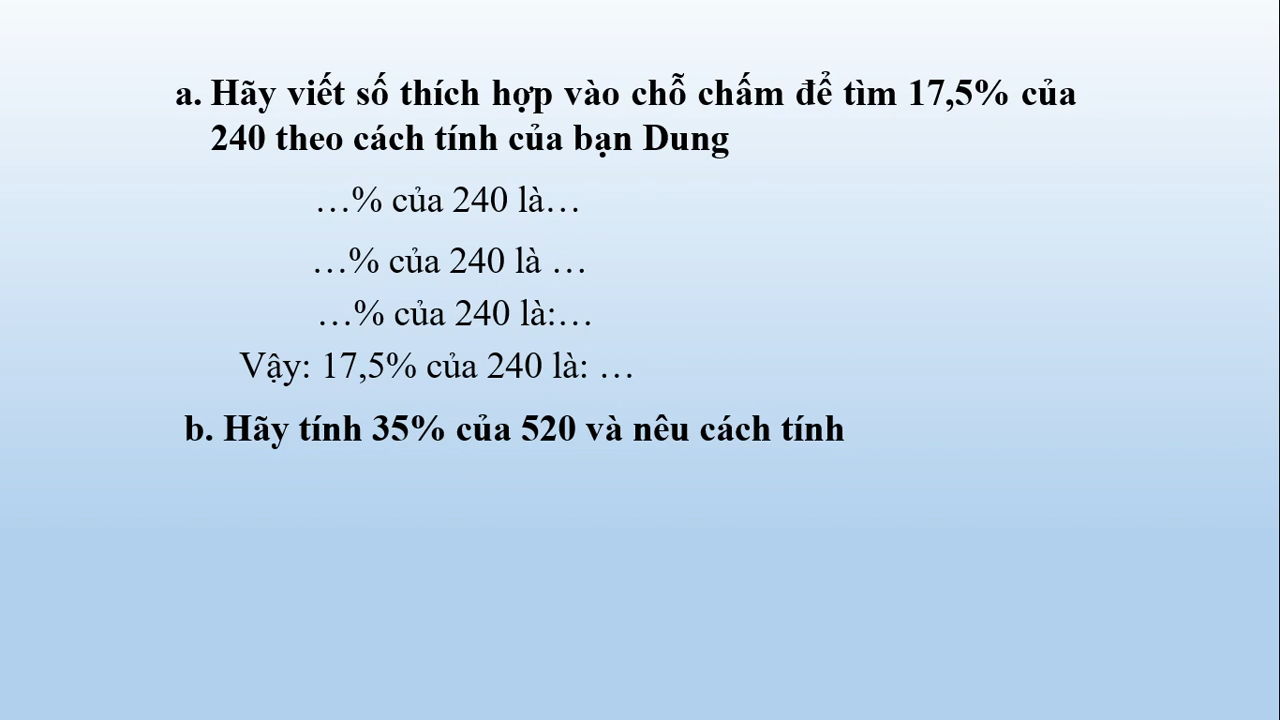 a. Hãy viết số thích hợp vào chỗ chấm để tìm 17,5% của
240 theo cách tính của bạn Dung
…% của 240 là…
…% của 240 là …
…% của 240 là:…
Vậy: 17,5% của 240 là: …
b. Hãy tính 35% của 520 và nêu cách tính